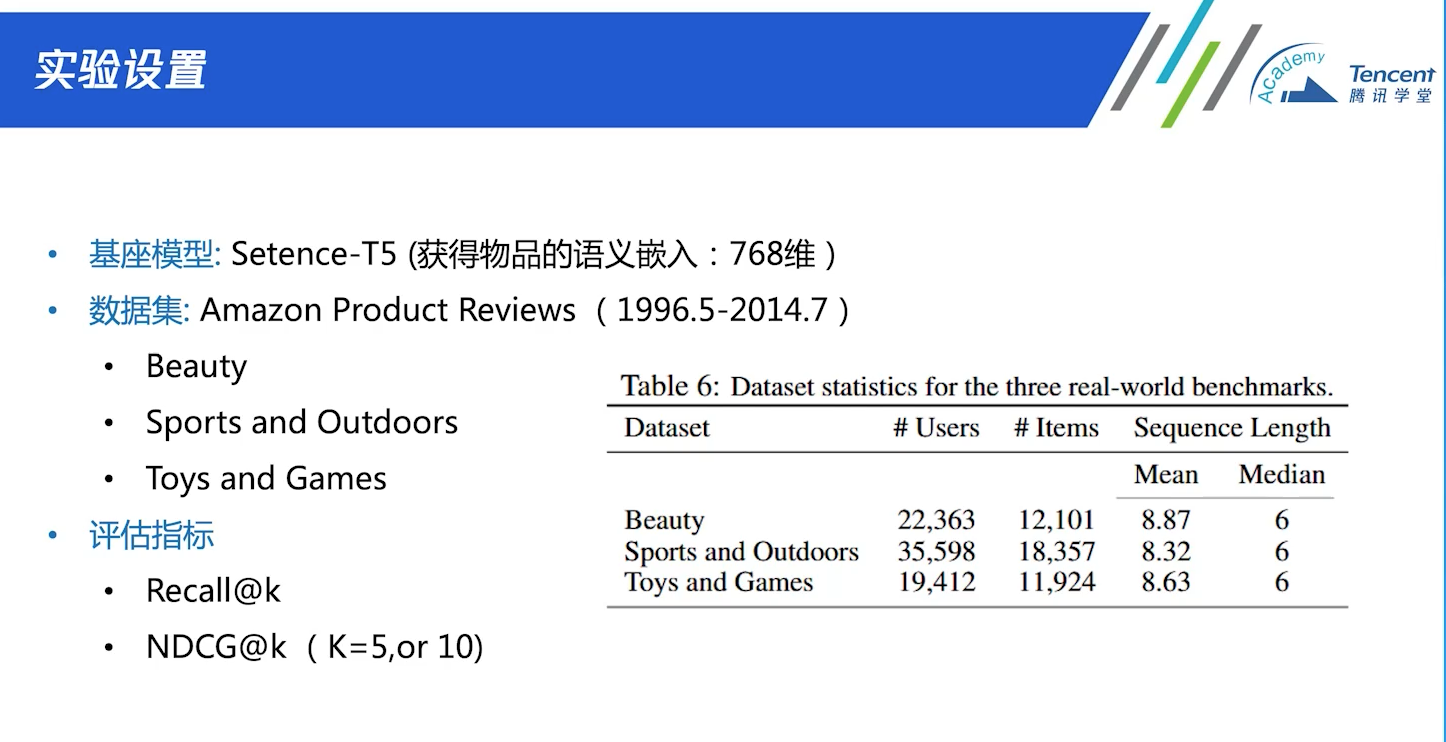 实验设置
Academy
Tencent
腾讯学堂
• 基座模型: Setence-T5 (获得物品的语义嵌入：768维）
• 数据集: Amazon Product Reviews （1996.5-2014.7）
• Beauty
• Sports and Outdoors
• Toys and Games
• 评估指标
• Recall@k
• NDCG@k （K=5,or 10)
Table 6: Dataset statistics for the three real-world benchmarks.
Dataset # Users # Items Sequence Length
Mean Median
Beauty 22,363 12,101 8.87 6
Sports and Outdoors 35,598 18,357 8.32 6
Toys and Games 19,412 11,924 8.63 6